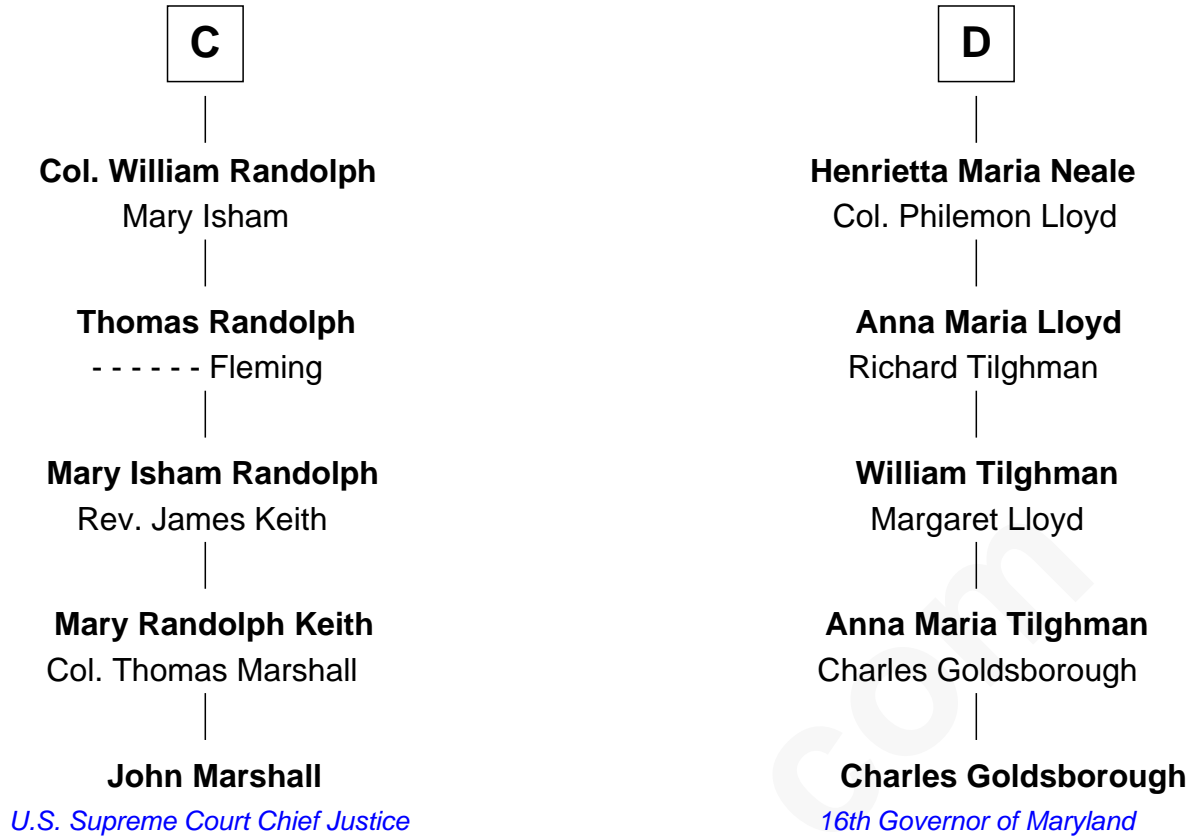 C
Col. William Randolph
Mary Isham
Thomas Randolph
- - - - - - Fleming
Mary Isham Randolph
Rev. James Keith
Mary Randolph Keith
Col. Thomas Marshall
John Marshall
U.S. Supreme Court Chief Justice
D
Henrietta Maria Neale
Col. Philemon Lloyd
Anna Maria Lloyd
Richard Tilghman
William Tilghman
Margaret Lloyd
Anna Maria Tilghman
Charles Goldsborough
Charles Goldsborough
16th Governor of Maryland
com